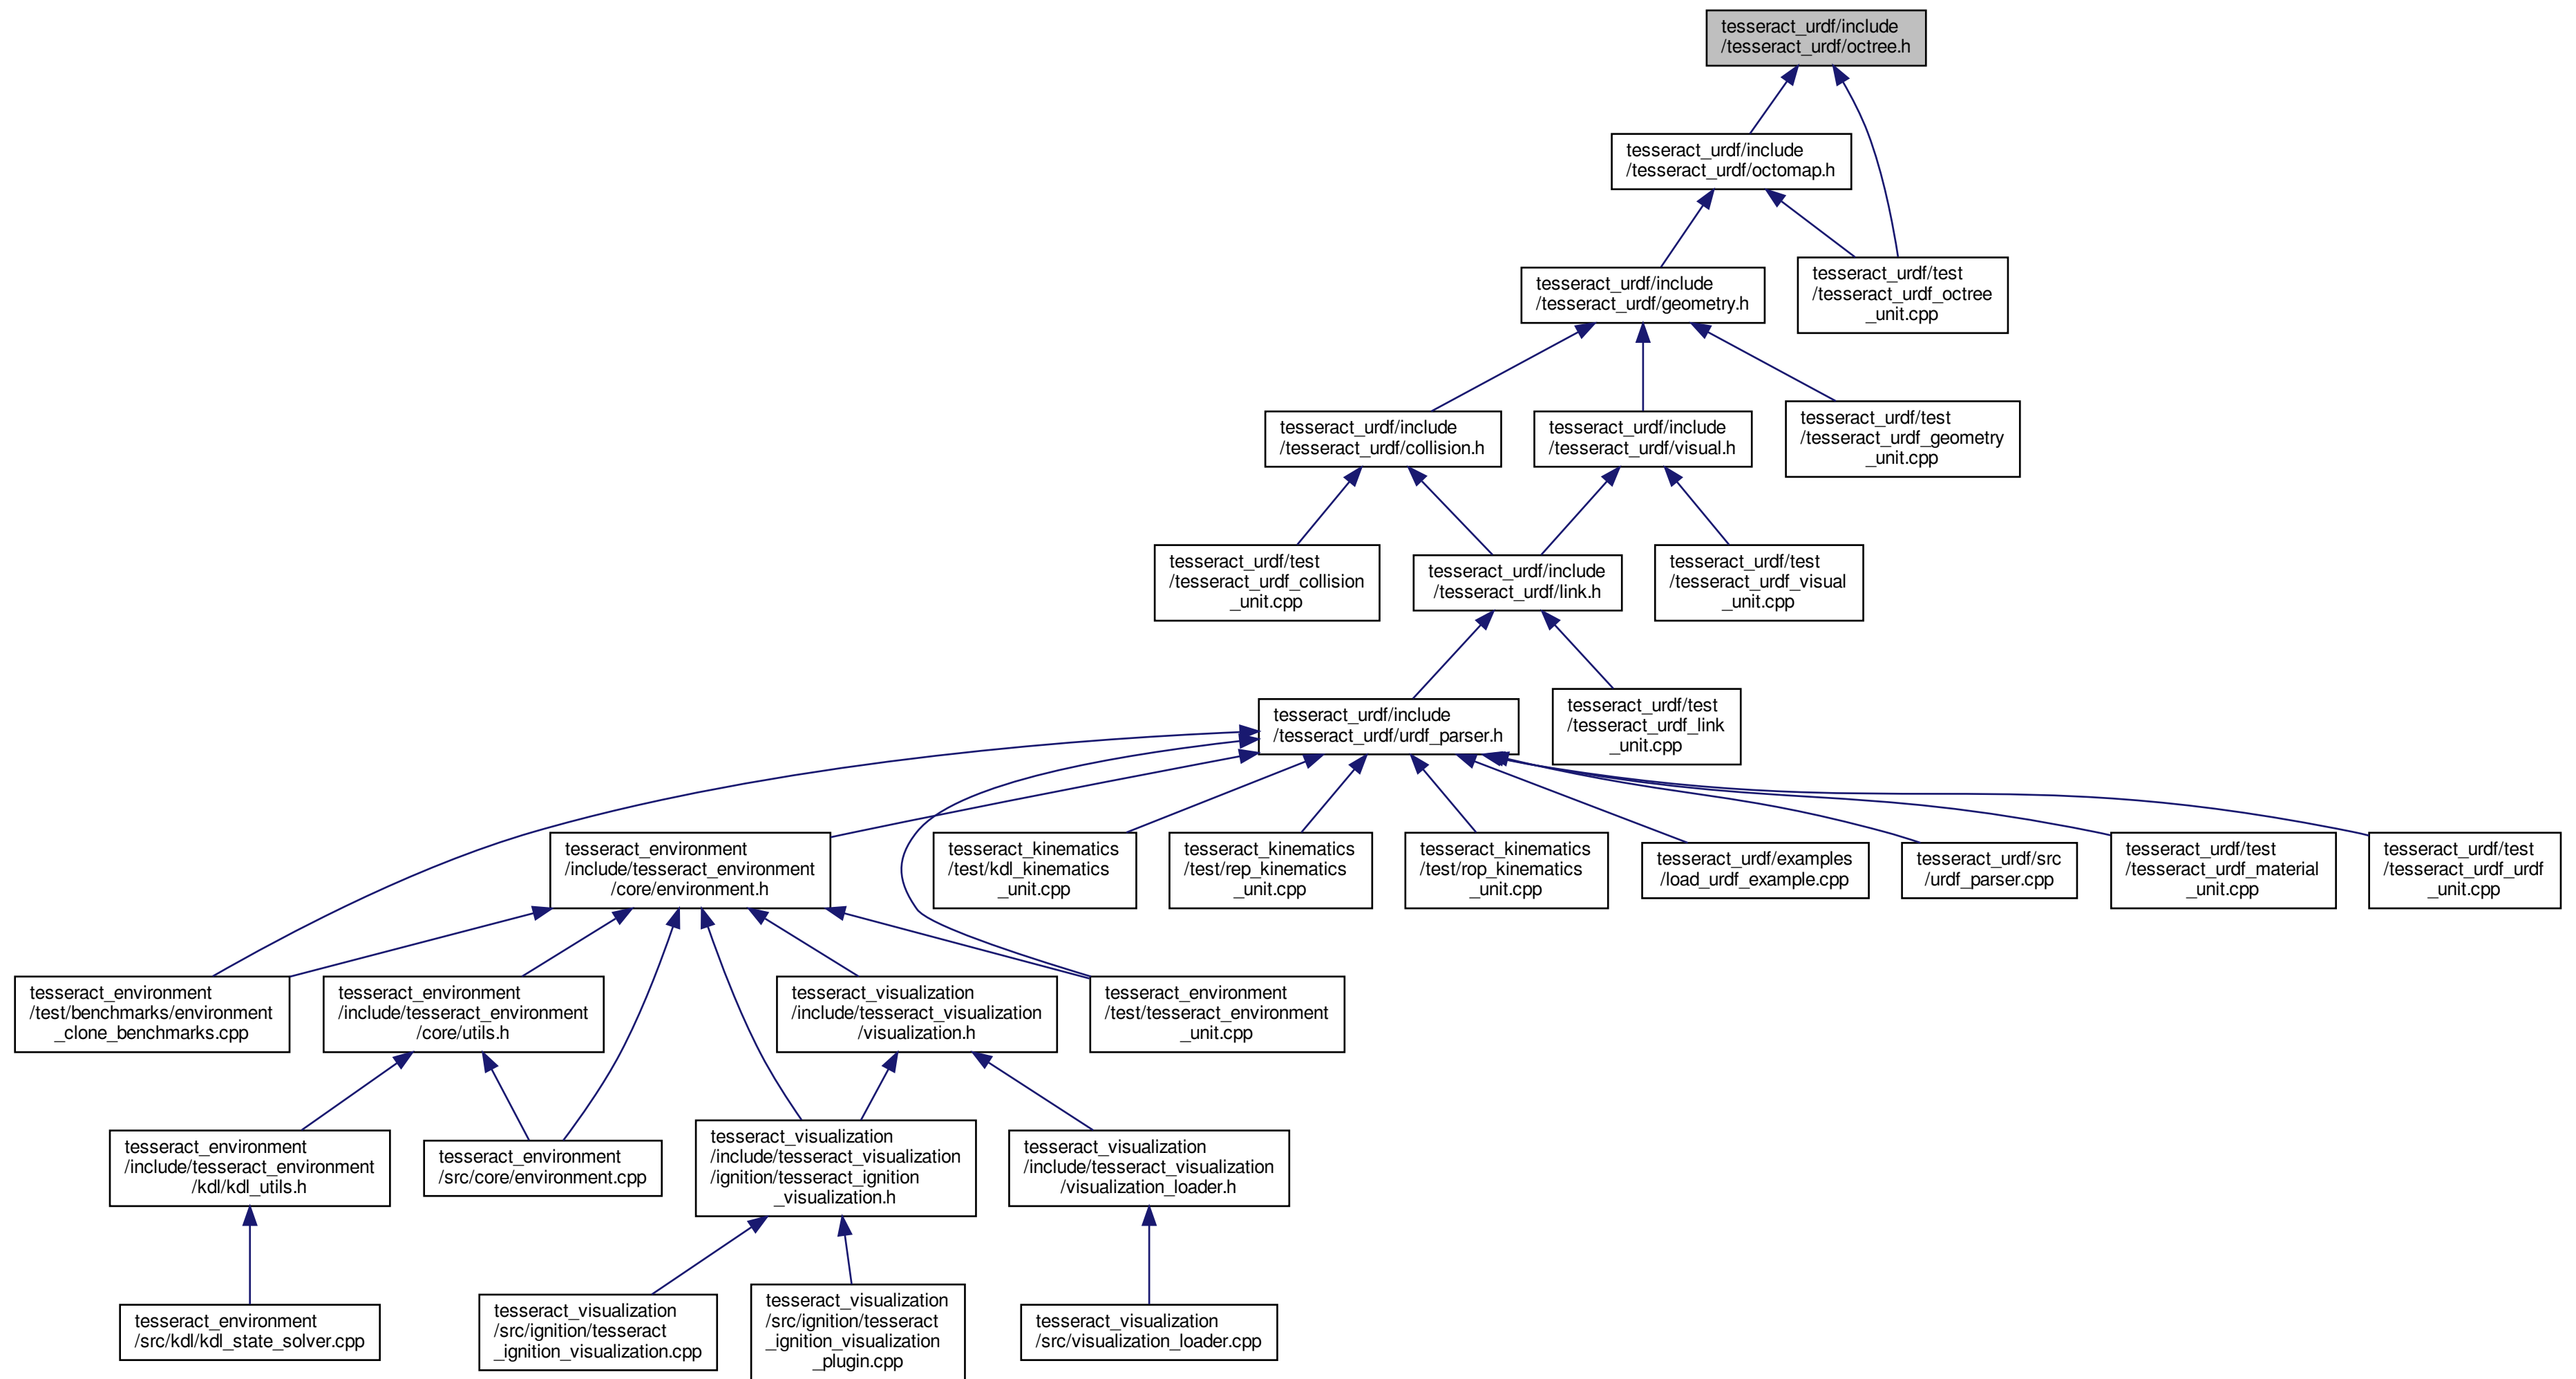 tesseract_urdf/include
/tesseract_urdf/octree.h
tesseract_urdf/include
/tesseract_urdf/octomap.h
tesseract_urdf/include
/tesseract_urdf/geometry.h
tesseract_urdf/test
/tesseract_urdf_octree
_unit.cpp
tesseract_urdf/include
/tesseract_urdf/collision.h
tesseract_urdf/include
/tesseract_urdf/visual.h
tesseract_urdf/test
/tesseract_urdf_geometry
_unit.cpp
tesseract_urdf/test
/tesseract_urdf_collision
_unit.cpp
tesseract_urdf/include
/tesseract_urdf/link.h
tesseract_urdf/test
/tesseract_urdf_visual
_unit.cpp
tesseract_urdf/include
/tesseract_urdf/urdf_parser.h
tesseract_urdf/test
/tesseract_urdf_link
_unit.cpp
tesseract_environment
/include/tesseract_environment
/core/environment.h
tesseract_kinematics
/test/kdl_kinematics
_unit.cpp
tesseract_kinematics
/test/rep_kinematics
_unit.cpp
tesseract_kinematics
/test/rop_kinematics
_unit.cpp
tesseract_urdf/examples
/load_urdf_example.cpp
tesseract_urdf/src
/urdf_parser.cpp
tesseract_urdf/test
/tesseract_urdf_material
_unit.cpp
tesseract_urdf/test
/tesseract_urdf_urdf
_unit.cpp
tesseract_environment
/test/benchmarks/environment
_clone_benchmarks.cpp
tesseract_environment
/include/tesseract_environment
/core/utils.h
tesseract_visualization
/include/tesseract_visualization
/visualization.h
tesseract_environment
/test/tesseract_environment
_unit.cpp
tesseract_environment
/include/tesseract_environment
/kdl/kdl_utils.h
tesseract_environment
/src/core/environment.cpp
tesseract_visualization
/include/tesseract_visualization
/ignition/tesseract_ignition
_visualization.h
tesseract_visualization
/include/tesseract_visualization
/visualization_loader.h
tesseract_environment
/src/kdl/kdl_state_solver.cpp
tesseract_visualization
/src/ignition/tesseract
_ignition_visualization.cpp
tesseract_visualization
/src/ignition/tesseract
_ignition_visualization
_plugin.cpp
tesseract_visualization
/src/visualization_loader.cpp